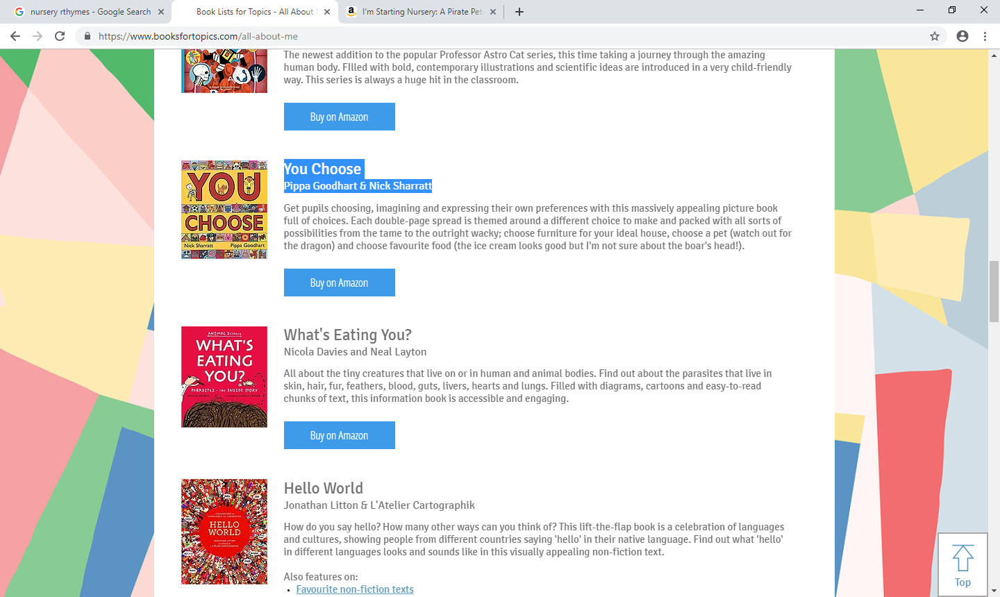 nursery rthymes - Google Search
Book Lists for Topics - All About
I'm Starting Nursery: A Pirate Pet
https://www.booksfortopics.com/all-about-me
The newest addition to the popular Professor Astro Cat series, this time taking a journey through the amazing
human body. FIlled with bold, contemporary illustrations and scientific ideas are introduced in a very child-friendly
way. This series is always a huge hit in the classroom.
Buy on Amazon
YOU
CHOOSE
Nick Sharratt Pippa Goodhart
You Choose
Pippa Goodhart & Nick Sharratt
Get pupils choosing, imagining and expressing their own preferences with this massively appealing picture book
full of choices. Each double-page spread is themed around a different choice to make and packed with all sorts of
possibilities from the tame to the outright wacky; choose furniture for your ideal house, choose a pet (watch out for
the dragon) and choose favourite food (the ice cream looks good but I'm not sure about the boar's head!).
Buy on Amazon
ANIMAL Science
WHAT'S
EATING
YOU?
PARASITES - THE INSIDE STORY
What's Eating You?
Nicola Davies and Neal Layton
All about the tiny creatures that live on or in human and animal bodies. Find out about the parasites that live in
skin, hair, fur, feathers, blood, guts, livers, hearts and lungs. Filled with diagrams, cartoons and easy-to-read
chunks of text, this information book is accessible and engaging.
Buy on Amazon
HELLO
WORLD
Hello World
Jonathan Litton & L'Atelier Cartographik
How do you say hello? How many other ways can you think of? This lift-the-flap book is a celebration of languages
and cultures, showing people from different countries saying 'hello' in their native language. Find out what 'hello'
in different languages looks and sounds like in this visually appealing non-fiction text.
Also features on:
Favourite non-fiction texts
Top